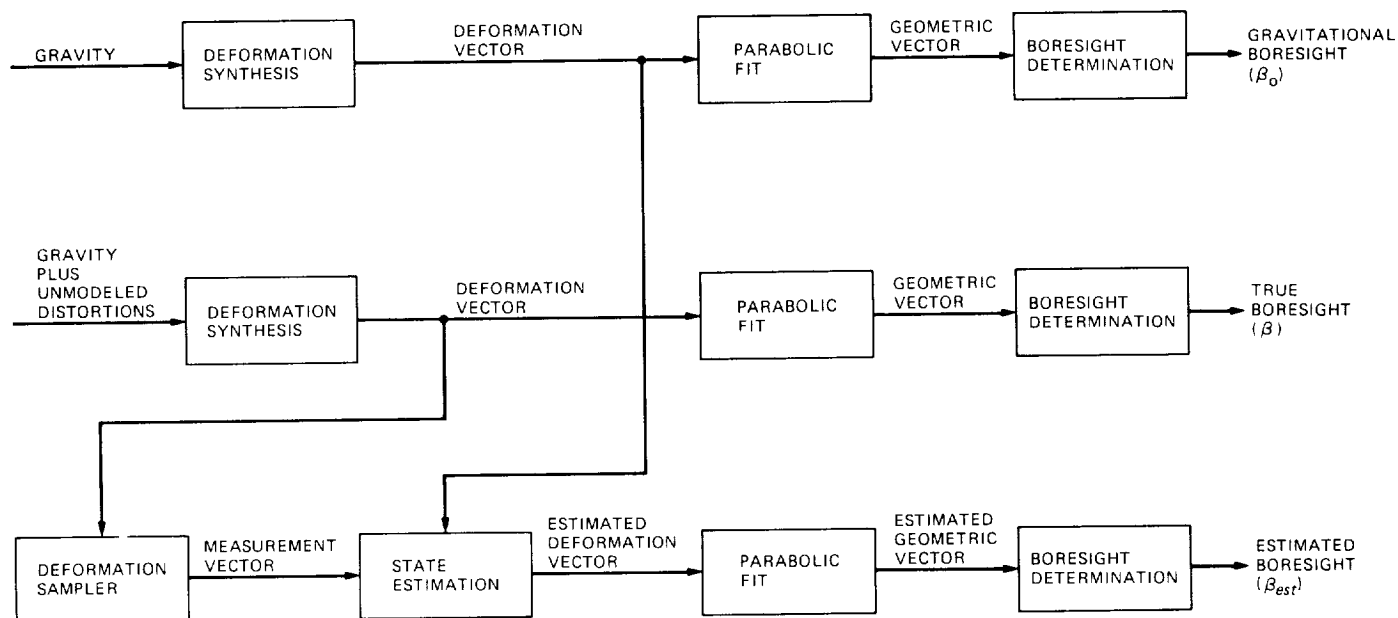 GRAVITY
DEFORMATION
SYNTHESIS
DEFORMATION
VECTOR
PARABOLIC
FIT
GEOMETRIC
VECTOR
BORESIGHT
DETERMINATION
GRAVITATIONAL
BORESIGHT
(β₀)
GRAVITY
PLUS
UNMODELED
DISTORTIONS
DEFORMATION
SYNTHESIS
DEFORMATION
VECTOR
PARABOLIC
FIT
GEOMETRIC
VECTOR
BORESIGHT
DETERMINATION
TRUE
BORESIGHT
(β)
DEFORMATION
SAMPLER
MEASUREMENT
VECTOR
STATE
ESTIMATION
ESTIMATED
DEFORMATION
VECTOR
PARABOLIC
FIT
ESTIMATED
GEOMETRIC
VECTOR
BORESIGHT
DETERMINATION
ESTIMATED
BORESIGHT
(βest)